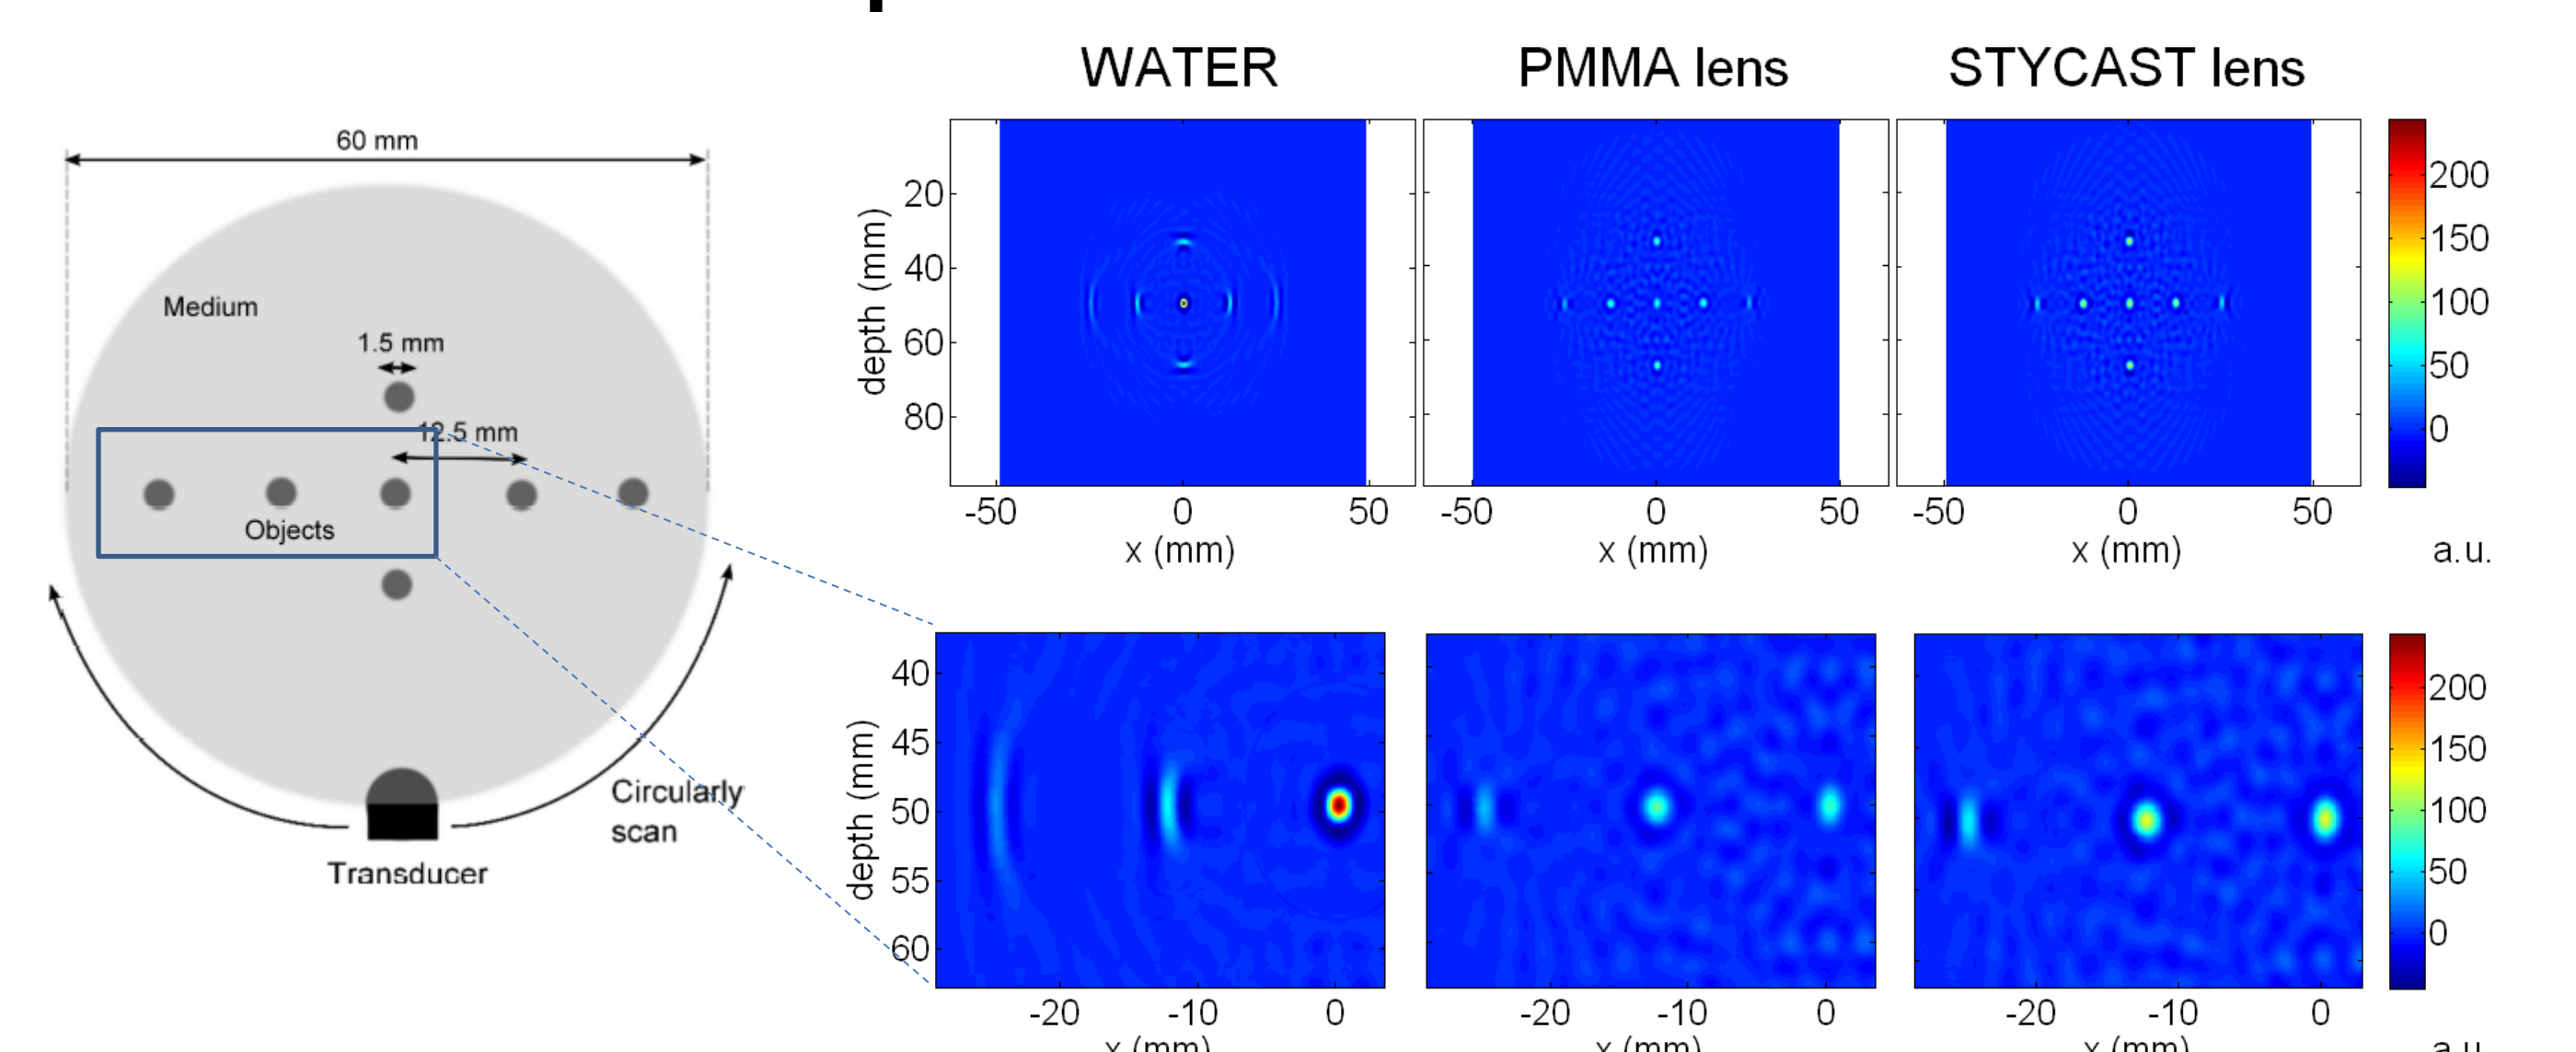 WATER PMMA lens STYCAST lens
60 mm
Medium
1.5 mm
12.5 mm
Objects
Circularly
scan
Transducer
depth (mm)
20
40
60
80
-50 0 50
x (mm)
-50 0 50
x (mm)
-50 0 50
x (mm)
200
150
100
50
0
a.u.
depth (mm)
40
45
50
55
60
-20 -10 0
x (mm)
-20 -10 0
x (mm)
-20 -10 0
x (mm)
200
150
100
50
0
a.u.